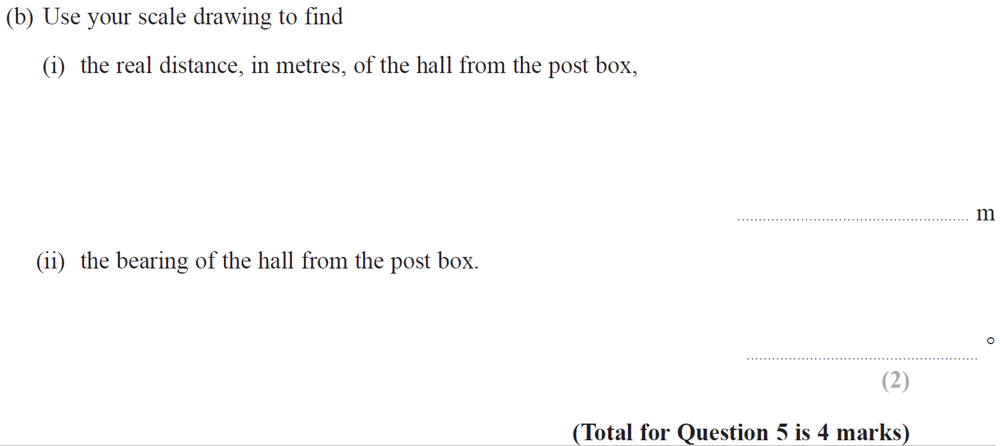 (b) Use your scale drawing to find
(i) the real distance, in metres, of the hall from the post box,
........................................................ m
(ii) the bearing of the hall from the post box.
°
........................................................
(2)
(Total for Question 5 is 4 marks)